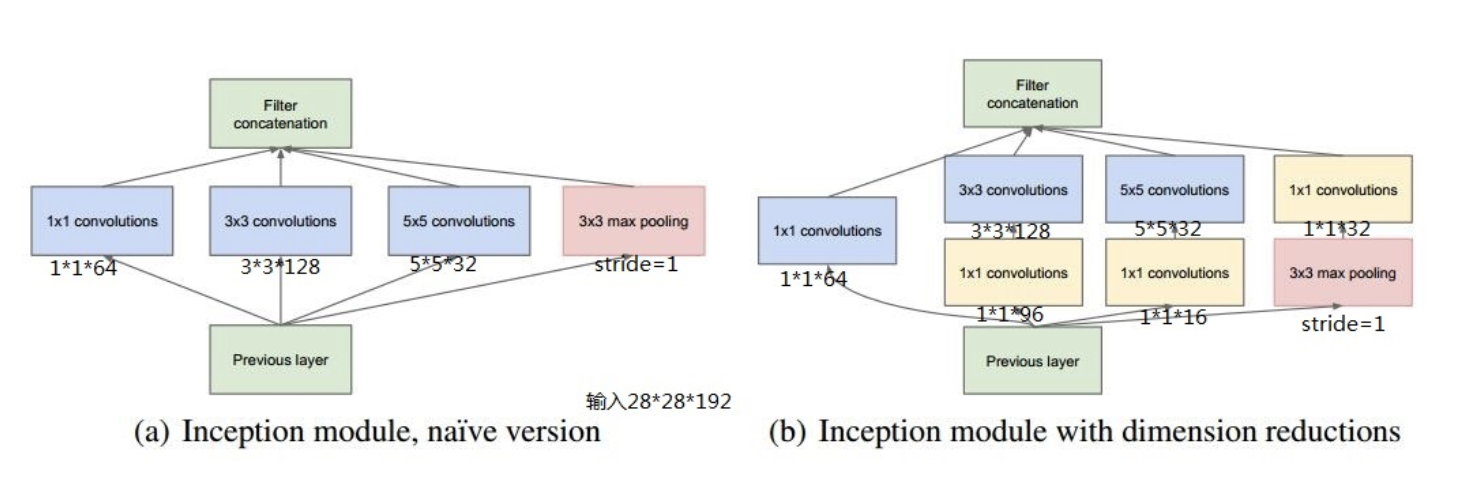 Filter
concatenation
1x1 convolutions
3x3 convolutions
5x5 convolutions
3x3 max pooling
1*1*64
3*3*128
5*5*32
stride=1
Previous layer
输入28*28*192
(a) Inception module, naïve version
Filter
concatenation
3x3 convolutions
5x5 convolutions
1x1 convolutions
1x1 convolutions
3*3*128
5*5*32
1*1*32
1*1*64
1x1 convolutions
1x1 convolutions
3x3 max pooling
1*1*96
1*1*16
stride=1
Previous layer
(b) Inception module with dimension reductions